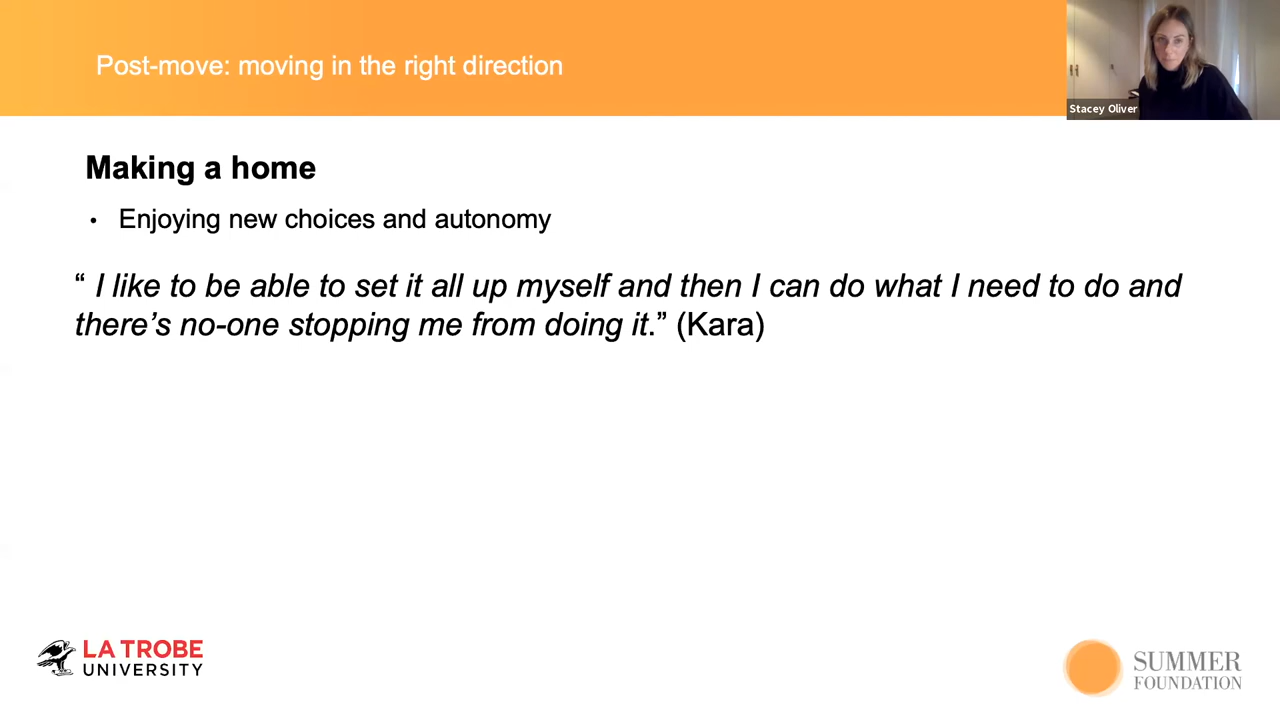 Post-move: moving in the right direction
Stacey Oliver
Making a home
• Enjoying new choices and autonomy
“ I like to be able to set it all up myself and then I can do what I need to do and
there’s no-one stopping me from doing it.” (Kara)
LA TROBE
UNIVERSITY
SUMMER
FOUNDATION